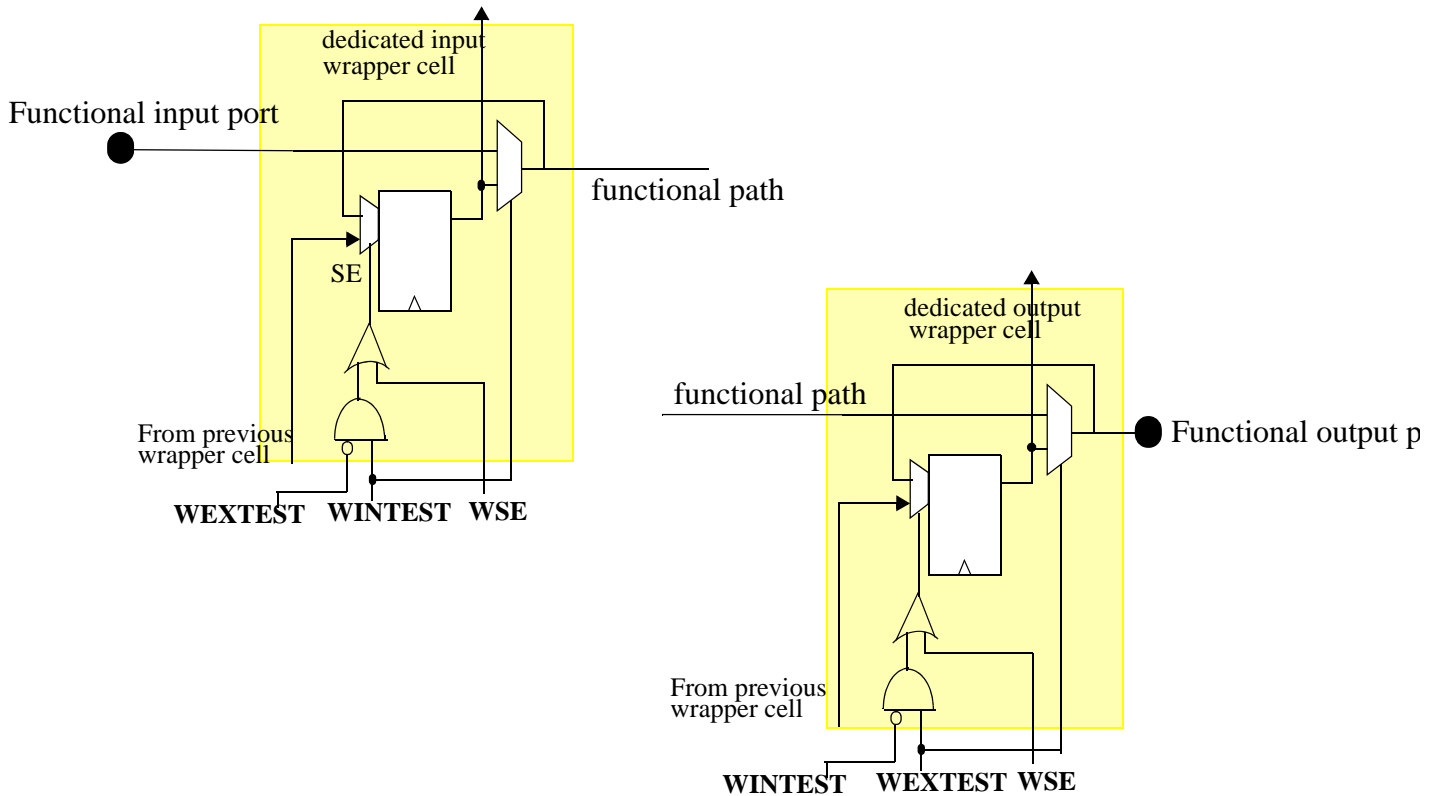 dedicated input
wrapper cell
Functional input port
functional path
SE
From previous
wrapper cell
WEXTEST WINTEST WSE
dedicated output
wrapper cell
functional path
Functional output p
From previous
wrapper cell
WINTEST WEXTEST WSE